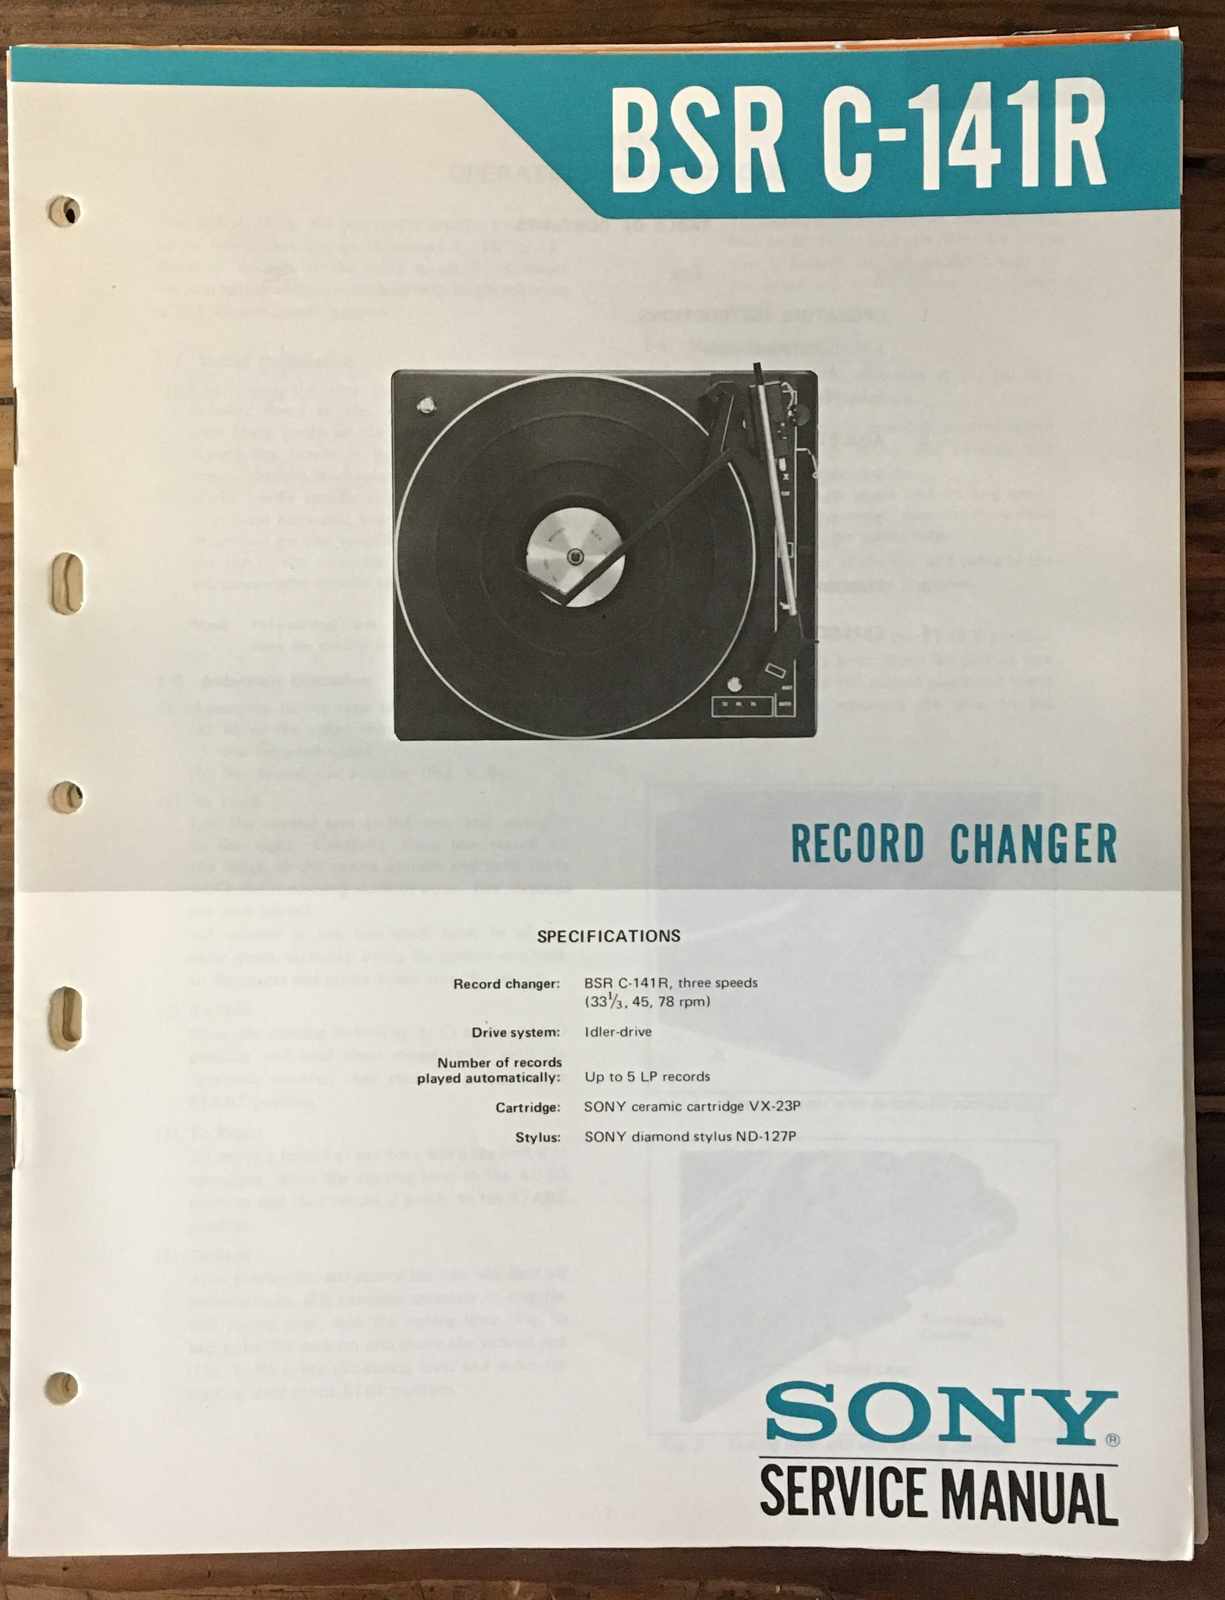 BSR C-141R
RECORD CHANGER
SPECIFICATIONS
Record changer: BSR C-141R, three speeds
(33 1/3, 45, 78 rpm)
Drive system: Idler-drive
Number of records
played automatically: Up to 5 LP records
Cartridge: SONY ceramic cartridge VX-23P
Stylus: SONY diamond stylus ND-127P
SONY®
SERVICE MANUAL